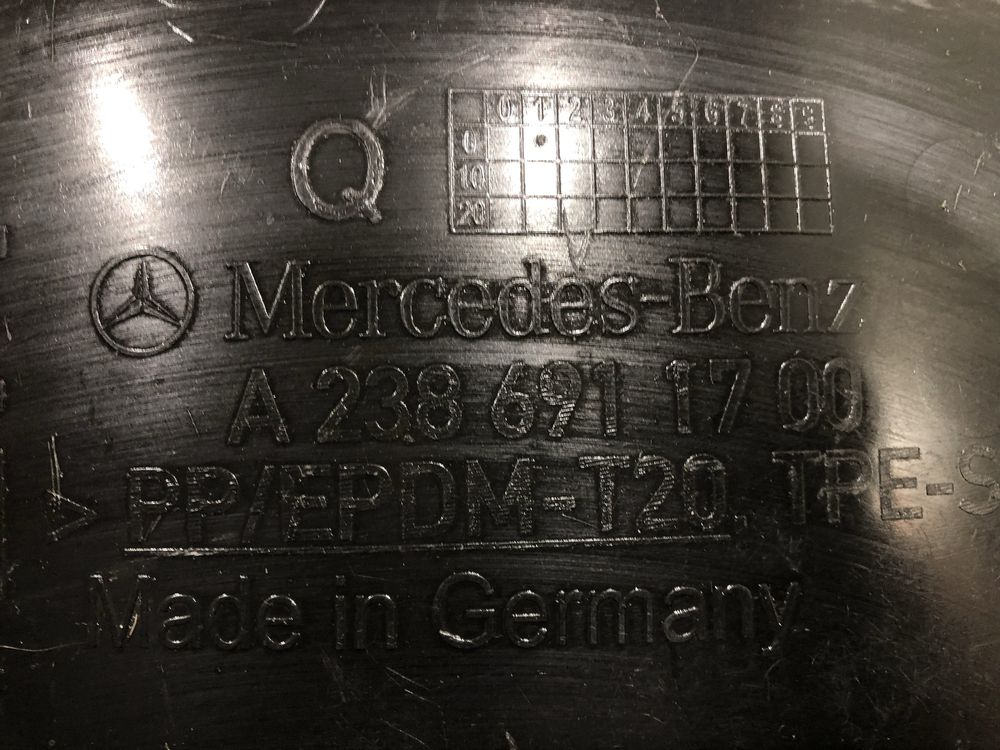 Q
0 1 2 3 4 5 6 7 8 9
0
10
20
Mercedes-Benz
A 238 691 17 00
>PP/EPDM-T20, TPE-S
Made in Germany